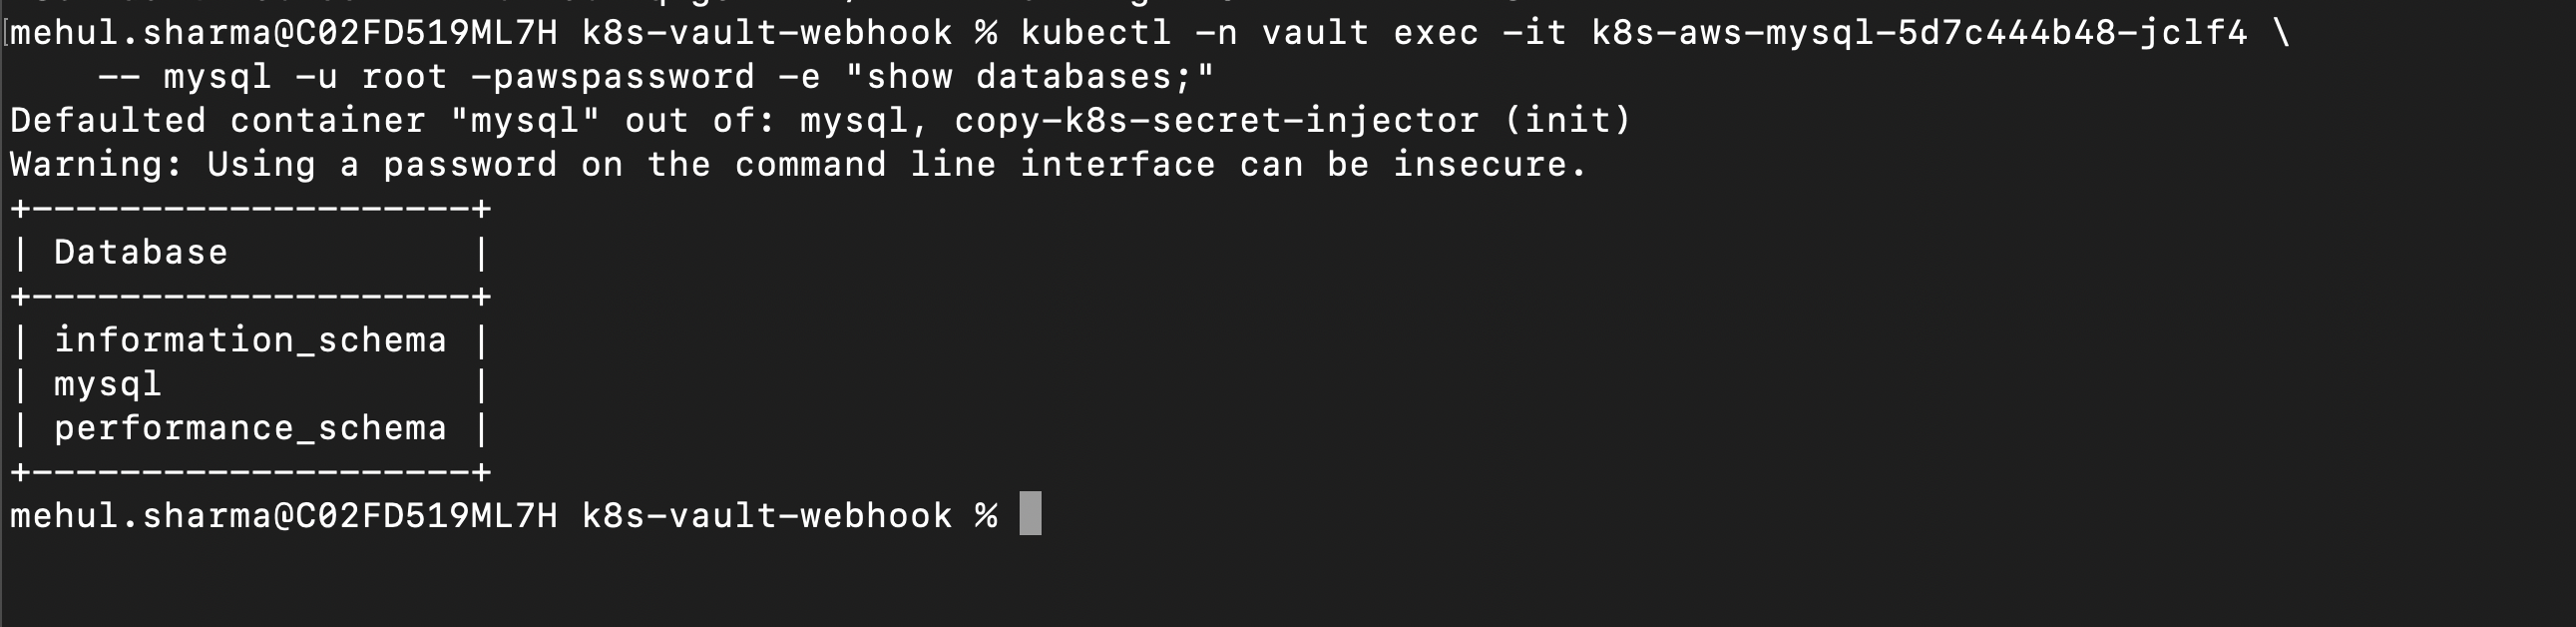 mehul.sharma@C02FD519ML7H k8s-vault-webhook % kubectl -n vault exec -it k8s-aws-mysql-5d7c444b48-jclf4 \
    -- mysql -u root -pawspassword -e "show databases;"
Defaulted container "mysql" out of: mysql, copy-k8s-secret-injector (init)
Warning: Using a password on the command line interface can be insecure.
+--------------------+
| Database           |
+--------------------+
| information_schema |
| mysql              |
| performance_schema |
+--------------------+
mehul.sharma@C02FD519ML7H k8s-vault-webhook %